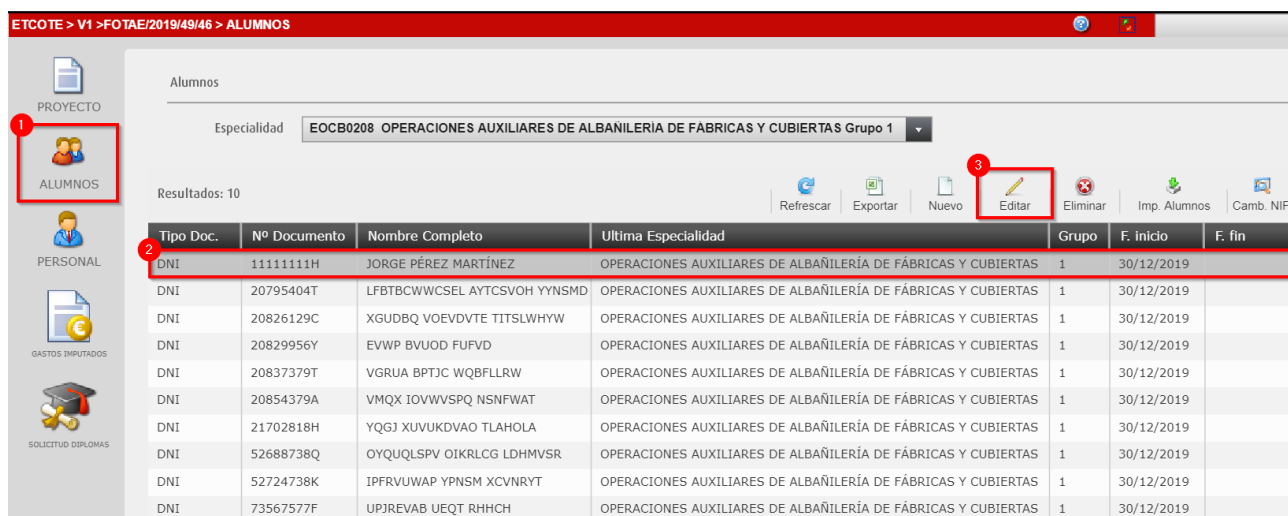 ETCOTE > V1 >FOTAE/2019/49/46 > ALUMNOS
PROYECTO
1
ALUMNOS
PERSONAL
GASTOS IMPUTADOS
SOLICITUD DIPLOMAS
Alumnos
Especialidad EOCB0208 OPERACIONES AUXILIARES DE ALBAÑILERÍA DE FÁBRICAS Y CUBIERTAS Grupo 1
3
Resultados: 10 Refrescar Exportar Nuevo Editar Eliminar Imp. Alumnos Camb. NIF
Tipo Doc. Nº Documento Nombre Completo Ultima Especialidad Grupo F. inicio F. fin
2
DNI 11111111H JORGE PÉREZ MARTÍNEZ OPERACIONES AUXILIARES DE ALBAÑILERÍA DE FÁBRICAS Y CUBIERTAS 1 30/12/2019
DNI 20795404T LFBTBCWWCSEL AYTCSVOH YYNSMD OPERACIONES AUXILIARES DE ALBAÑILERÍA DE FÁBRICAS Y CUBIERTAS 1 30/12/2019
DNI 20826129C XGUDBQ VOEVDVTE TITSLWHYW OPERACIONES AUXILIARES DE ALBAÑILERÍA DE FÁBRICAS Y CUBIERTAS 1 30/12/2019
DNI 20829956Y EVWP BVUOD FUFVD OPERACIONES AUXILIARES DE ALBAÑILERÍA DE FÁBRICAS Y CUBIERTAS 1 30/12/2019
DNI 20837379T VGRUA BPTJC WQBFLLRW OPERACIONES AUXILIARES DE ALBAÑILERÍA DE FÁBRICAS Y CUBIERTAS 1 30/12/2019
DNI 20854379A VMQX IOVWVSPQ NSNFWAT OPERACIONES AUXILIARES DE ALBAÑILERÍA DE FÁBRICAS Y CUBIERTAS 1 30/12/2019
DNI 21702818H YQGJ XUVUKDVAO TLAHOLA OPERACIONES AUXILIARES DE ALBAÑILERÍA DE FÁBRICAS Y CUBIERTAS 1 30/12/2019
DNI 52688738Q OYQUQLSPV OIKRLCG LDHMVSR OPERACIONES AUXILIARES DE ALBAÑILERÍA DE FÁBRICAS Y CUBIERTAS 1 30/12/2019
DNI 52724738K IPFRVUWAP YPNSM XCVNRYT OPERACIONES AUXILIARES DE ALBAÑILERÍA DE FÁBRICAS Y CUBIERTAS 1 30/12/2019
DNI 73567577F UPJREVAB UEQT RHHCH OPERACIONES AUXILIARES DE ALBAÑILERÍA DE FÁBRICAS Y CUBIERTAS 1 30/12/2019